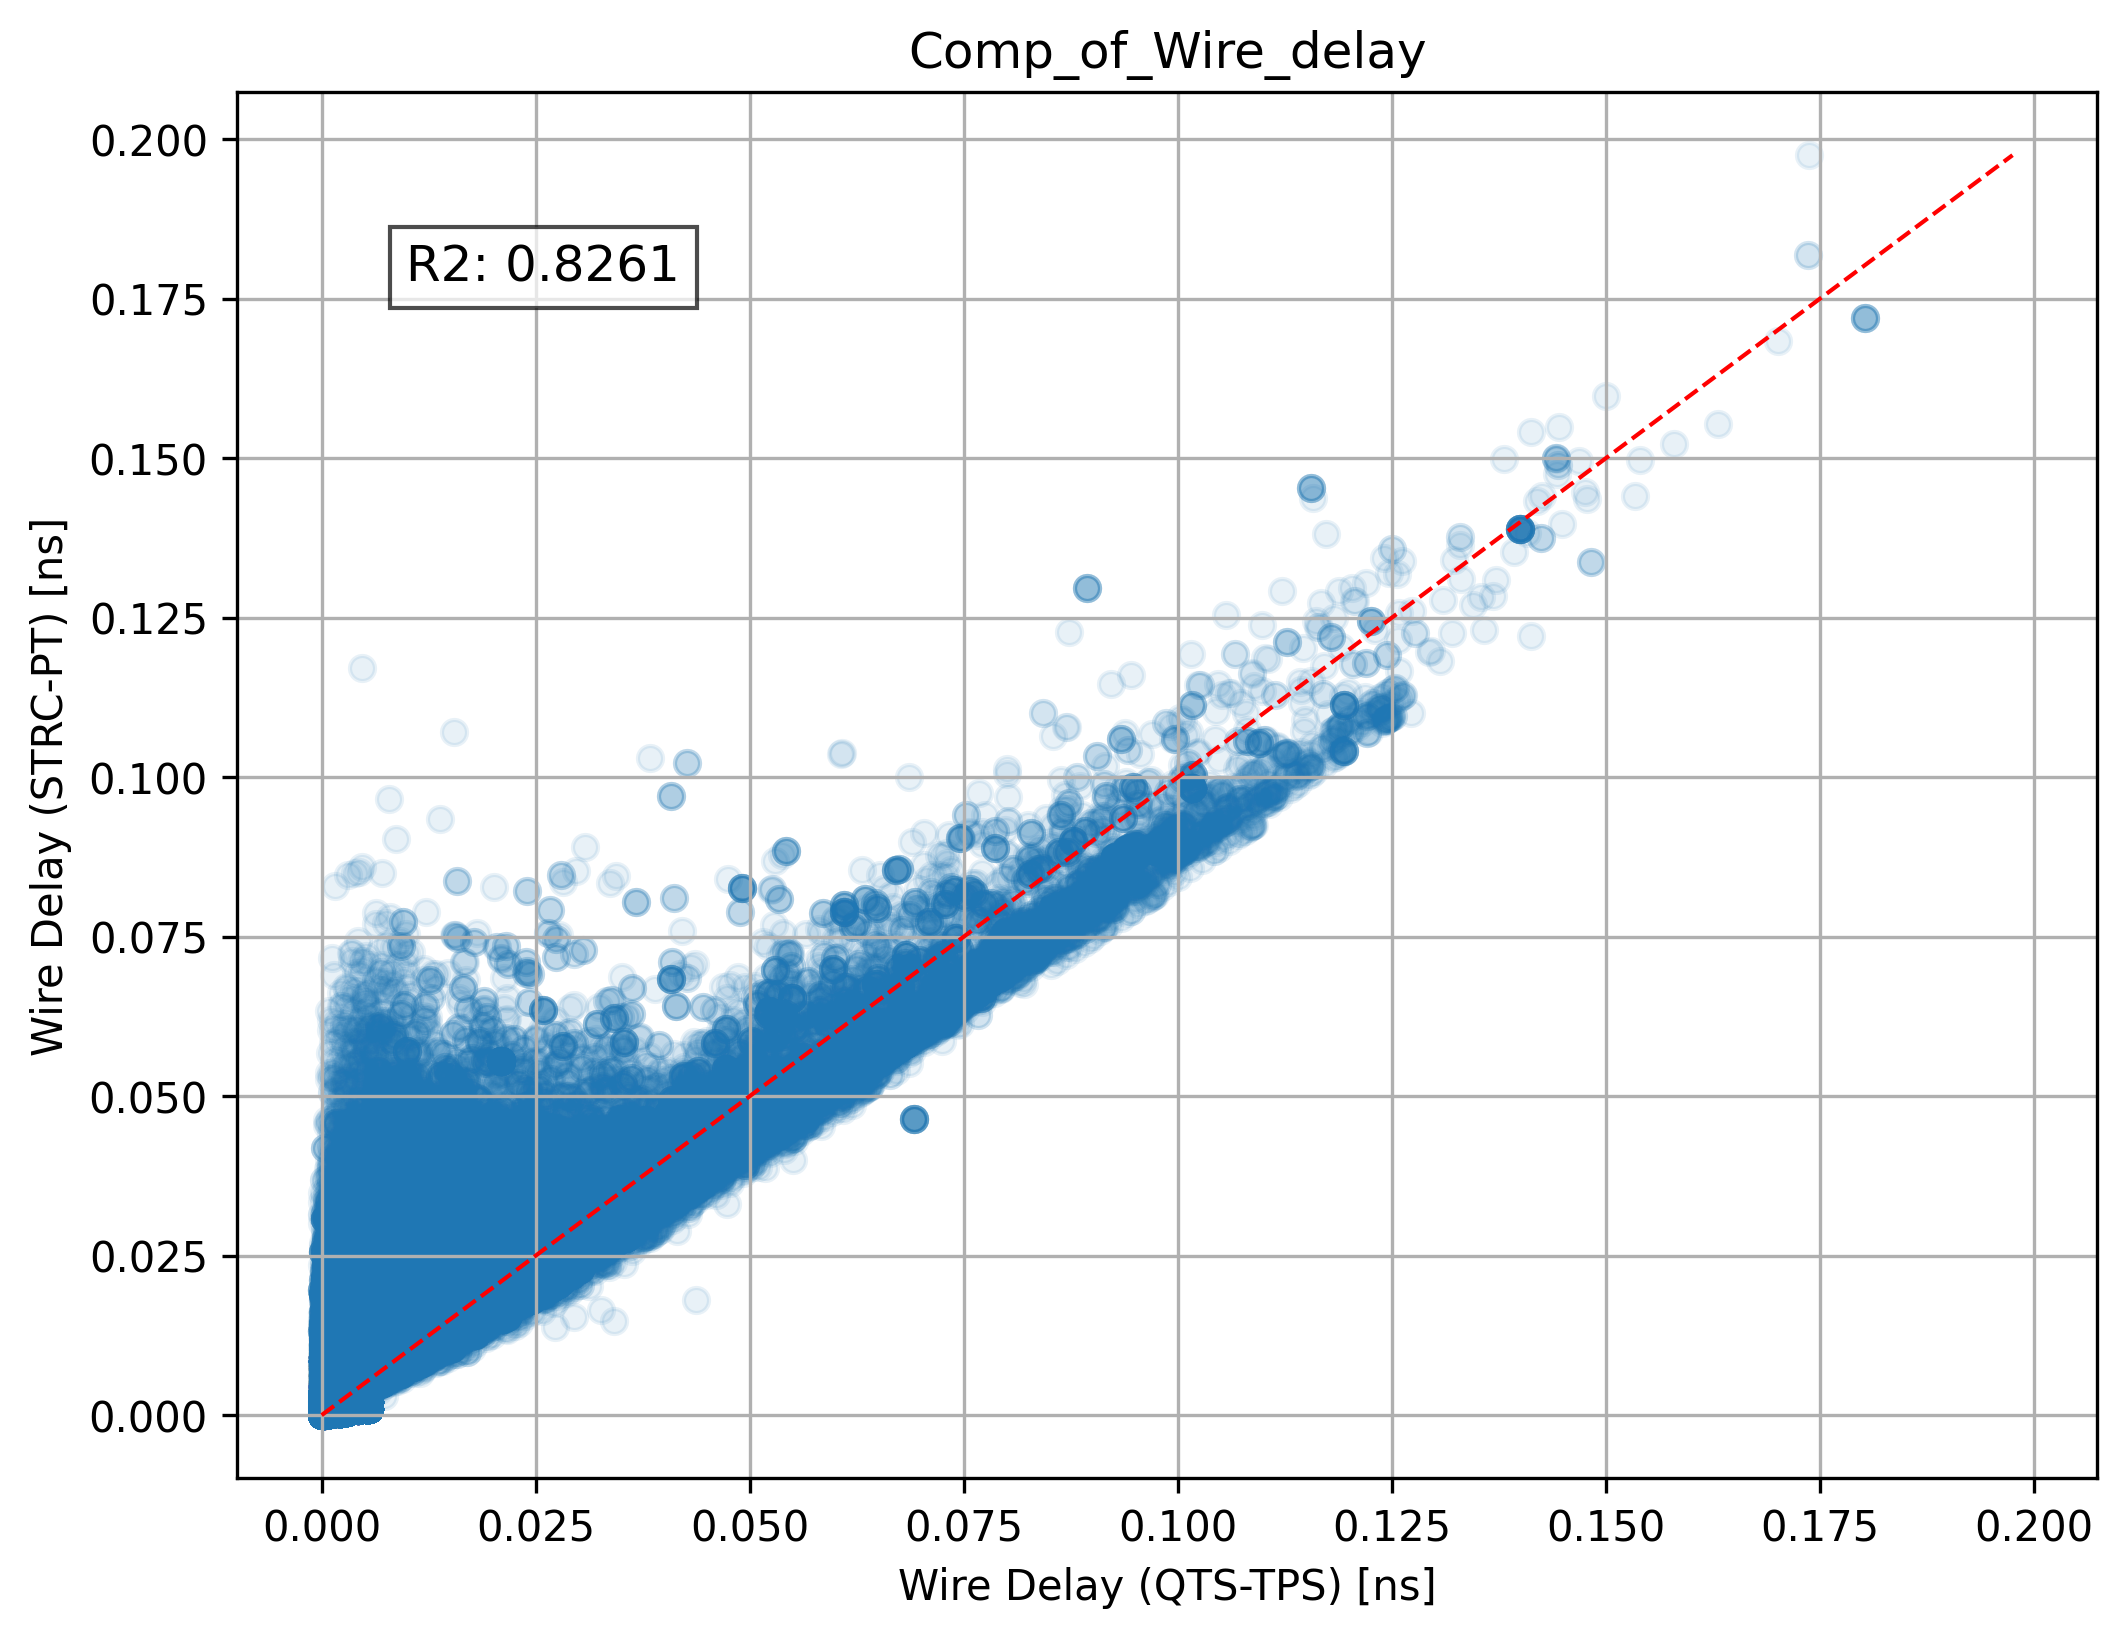 Comp_of_Wire_delay
R2: 0.8261
Wire Delay (STRC-PT) [ns]
0.200
0.175
0.150
0.125
0.100
0.075
0.050
0.025
0.000
0.000 0.025 0.050 0.075 0.100 0.125 0.150 0.175 0.200
Wire Delay (QTS-TPS) [ns]